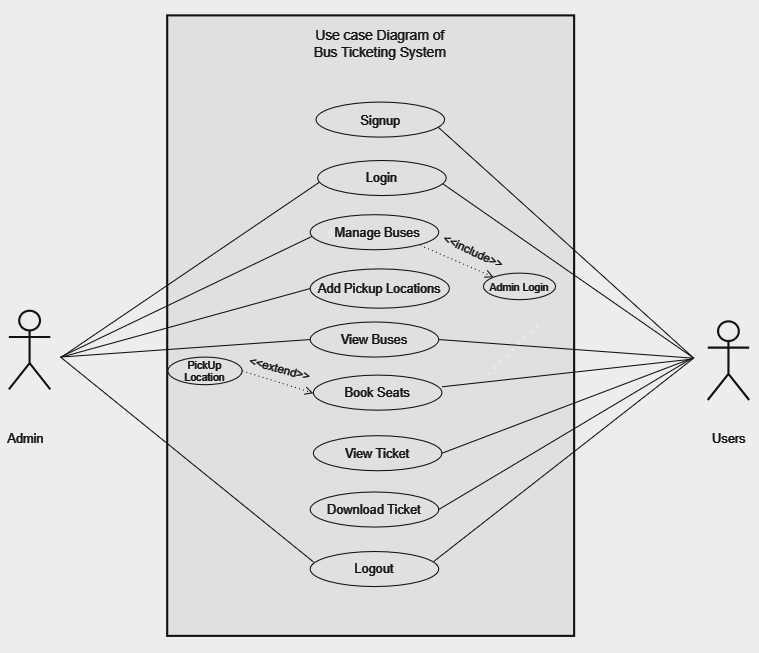 Use case Diagram of
Bus Ticketing System
Signup
Login
Manage Buses
<<include>>
Admin Login
Add Pickup Locations
View Buses
PickUp
Location
<<extend>>
Book Seats
Admin
Users
View Ticket
Download Ticket
Logout